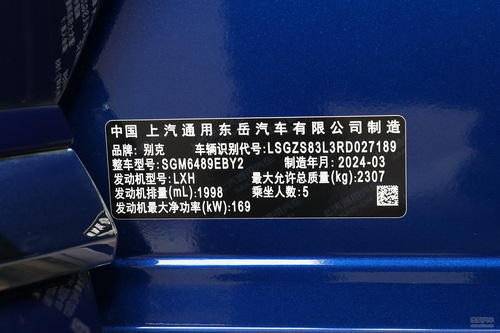 中国 上汽通用东岳汽车有限公司制造
品牌: 别克 车辆识别代号: LSGZS83L3RD027189
整车型号: SGM6489EBY2 制造年月: 2024-03
发动机型号: LXH 最大允许总质量(kg): 2307
发动机排量(mL): 1998 乘坐人数: 5
发动机最大净功率(kW): 169